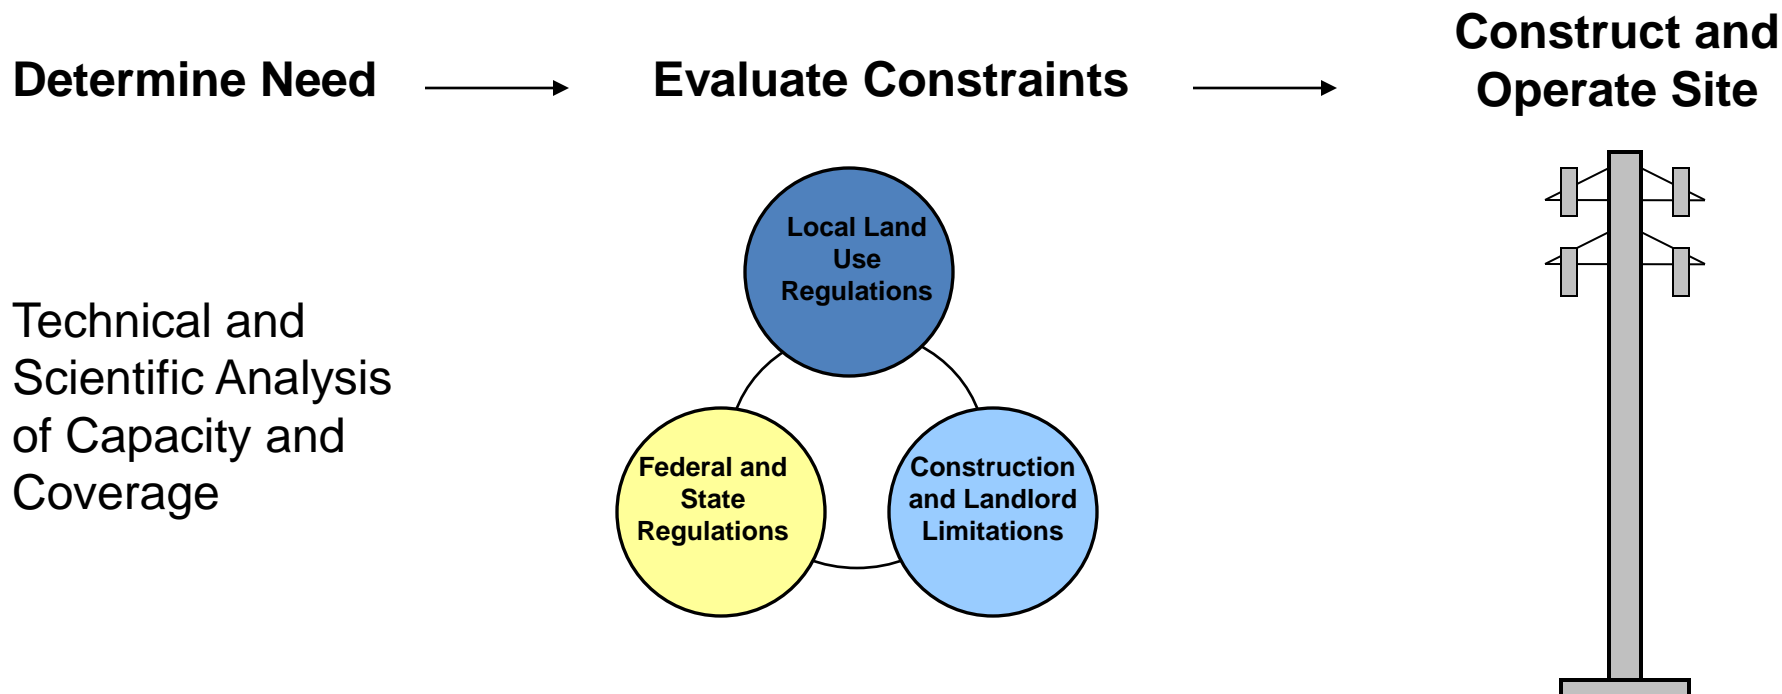 Determine Need
Evaluate Constraints
Construct and
Operate Site
Technical and
Scientific Analysis
of Capacity and
Coverage
Local Land
Use
Regulations
Federal and
State
Regulations
Construction
and Landlord
Limitations